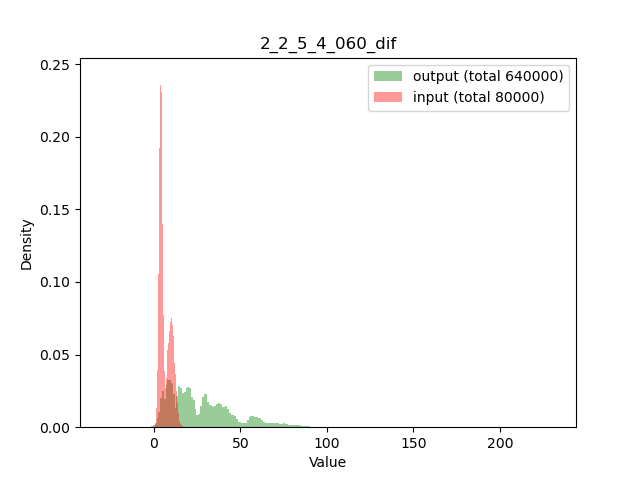 2_2_5_4_060_dif
output (total 640000)
input (total 80000)
0.25
0.20
0.15
0.10
0.05
0.00
Density
0
50
100
150
200
Value